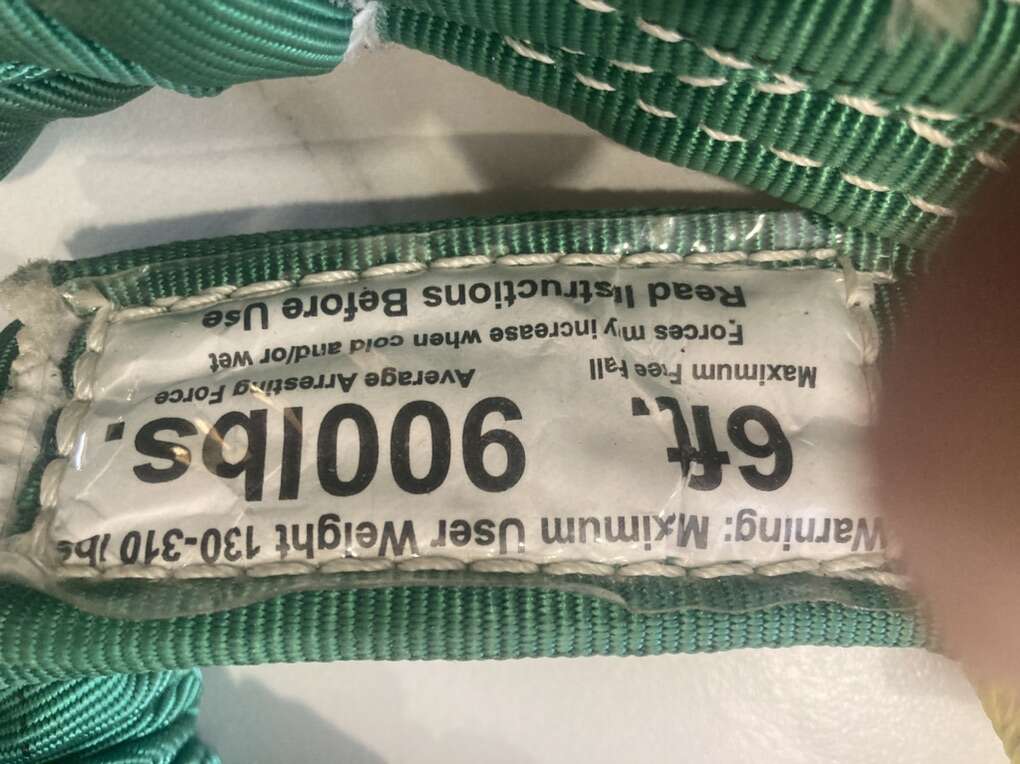 Warning: Maximum User Weight 130-310 lbs
6ft. 900lbs.
Maximum Free Fall Average Arresting Force
Forces may increase when cold and/or wet
Read Instructions Before Use